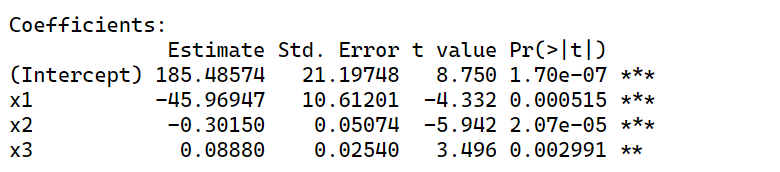 Coefficients:
Estimate Std. Error t value Pr(>|t|)
(Intercept) 185.48574 21.19748 8.750 1.70e-07 ***
x1 -45.96947 10.61201 -4.332 0.000515 ***
x2 -0.30150 0.05074 -5.942 2.07e-05 ***
x3 0.08880 0.02540 3.496 0.002991 **